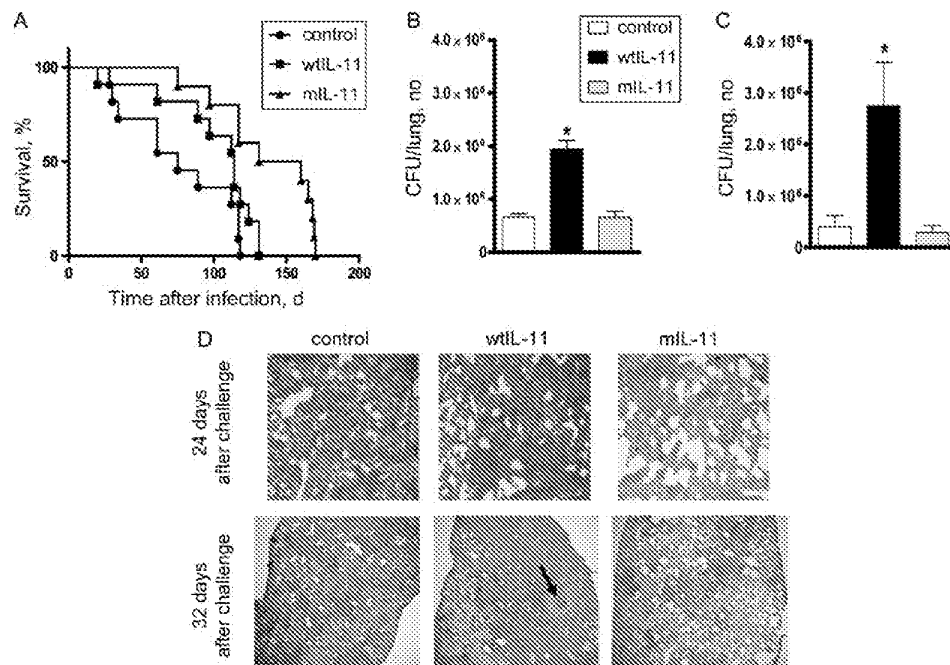 A
control
wtIL-11
mIL-11
100
50
0
Survival, %
0 50 100 150 200
Time after infection, d
B
control
wtIL-11
mIL-11
4.0 × 10⁶
3.0 × 10⁶
2.0 × 10⁶
1.0 × 10⁶
0
CFU/lung, no
*
C
4.0 × 10⁶
3.0 × 10⁶
2.0 × 10⁶
1.0 × 10⁶
0
CFU/lung, no
*
D
control wtIL-11 mIL-11
24 days
after challenge
32 days
after challenge